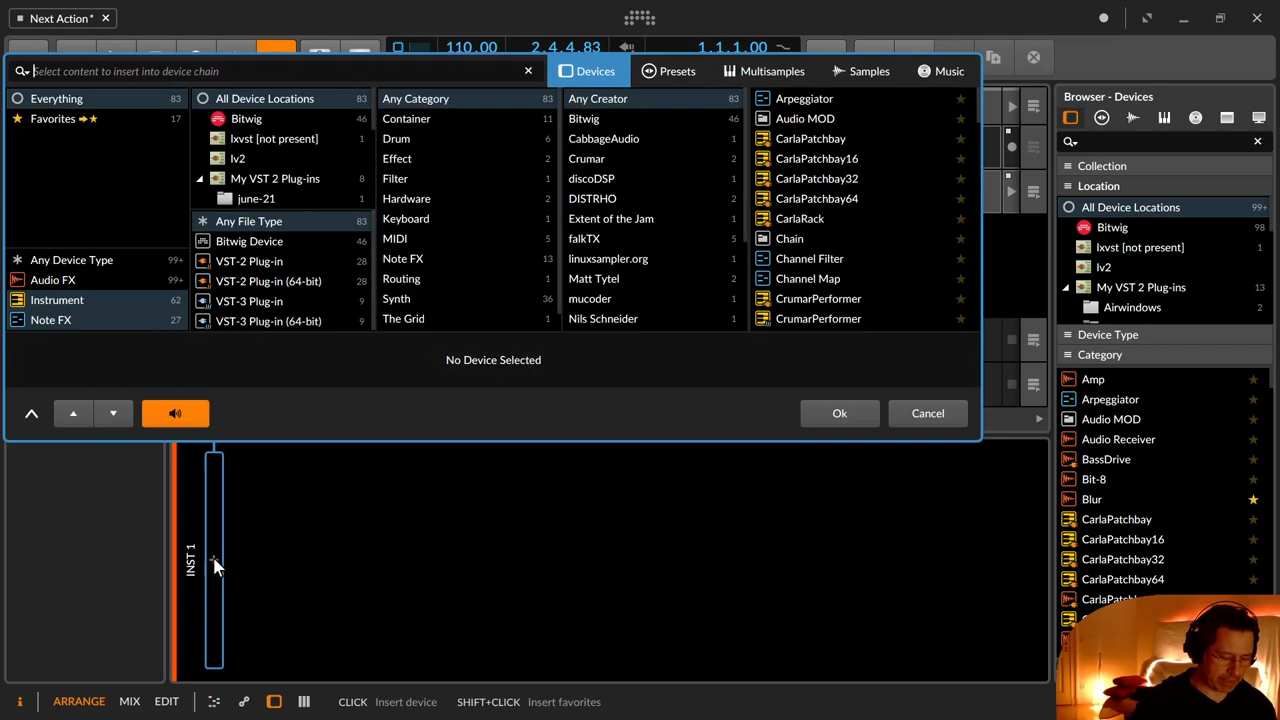 Next Action*
110.00
2.4.4.83
1.1.1.00
Select content to insert into device chain
Devices
Presets
Multisamples
Samples
Music
Everything 83
Favorites 17
Any Device Type 99+
Audio FX 99+
Instrument 62
Note FX 27
All Device Locations 83
Bitwig 46
lxvst [not present] 1
lv2
My VST 2 Plug-ins 8
june-21 1
Any File Type 83
Bitwig Device 46
VST-2 Plug-in 28
VST-2 Plug-in (64-bit) 28
VST-3 Plug-in 9
VST-3 Plug-in (64-bit) 9
Any Category 83
Container 11
Drum 6
Effect 2
Filter 1
Hardware 2
Keyboard 1
MIDI 5
Note FX 13
Routing 1
Synth 36
The Grid 1
Any Creator 83
Bitwig 46
CabbageAudio 1
Crumar 2
discoDSP 1
DISTRHO 2
Extent of the Jam 1
falkTX 5
linuxsampler.org 1
Matt Tytel 2
mucoder 1
Nils Schneider 1
Arpeggiator
Audio MOD
CarlaPatchbay
CarlaPatchbay16
CarlaPatchbay32
CarlaPatchbay64
CarlaRack
Chain
Channel Filter
Channel Map
CrumarPerformer
CrumarPerformer
No Device Selected
Ok
Cancel
Browser - Devices
Collection
Location
All Device Locations 99+
Bitwig 98
lxvst [not present] 1
lv2
My VST 2 Plug-ins 13
Airwindows 2
Device Type
Category
Amp
Arpeggiator
Audio MOD
Audio Receiver
BassDrive
Bit-8
Blur
CarlaPatchbay
CarlaPatchbay16
CarlaPatchbay32
CarlaPatchbay64
INST 1
ARRANGE
MIX
EDIT
CLICK Insert device
SHIFT+CLICK Insert favorites